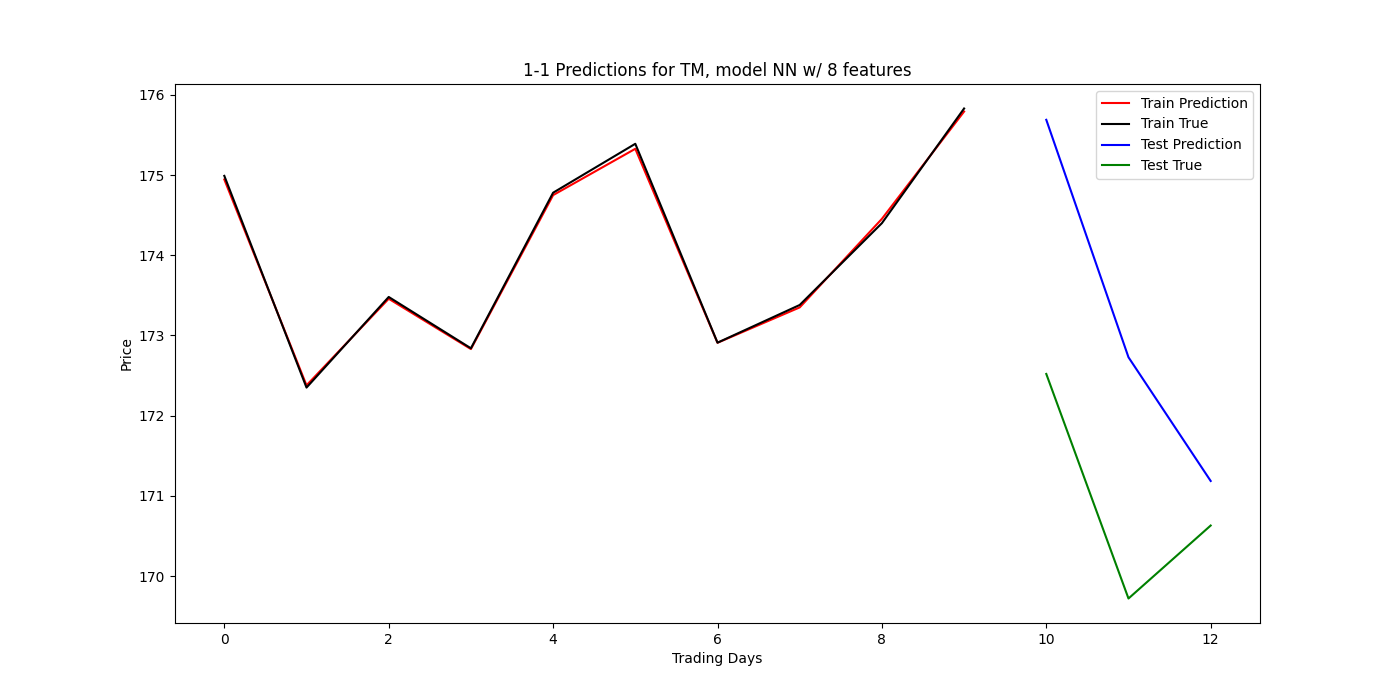 1-1 Predictions for TM, model NN w/ 8 features
Train Prediction
Train True
Test Prediction
Test True
176
175
174
173
172
171
170
Price
0 2 4 6 8 10 12
Trading Days